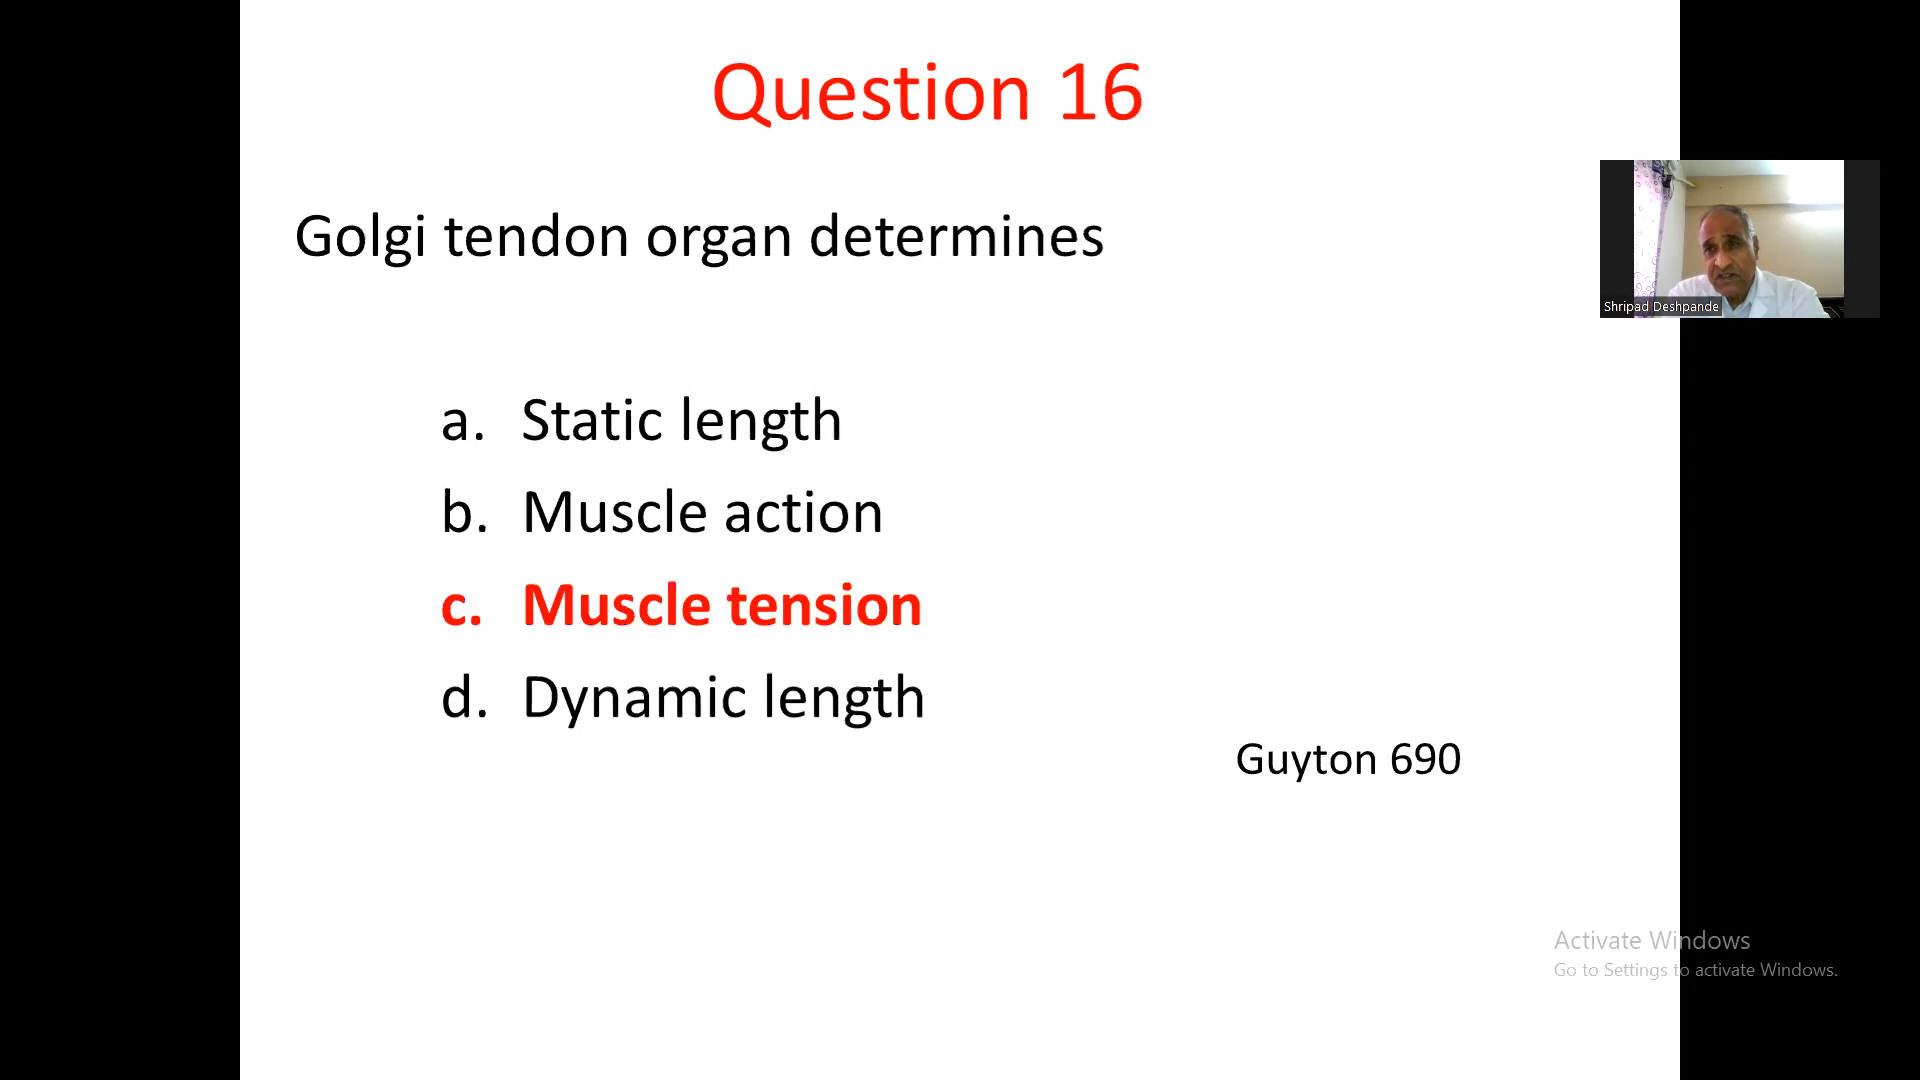 Question 16
Golgi tendon organ determines
a. Static length
b. Muscle action
c. Muscle tension
d. Dynamic length
Guyton 690
Shripad Deshpande
Activate Windows
Go to Settings to activate Windows.